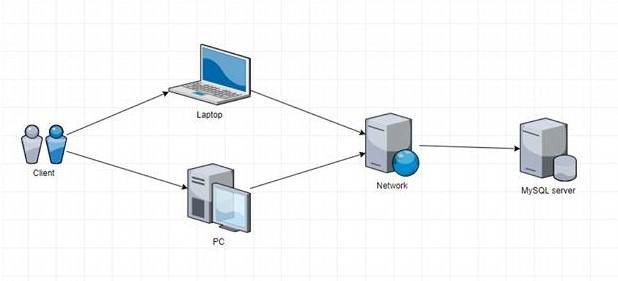 Laptop
Client
Network
MySQL server
PC